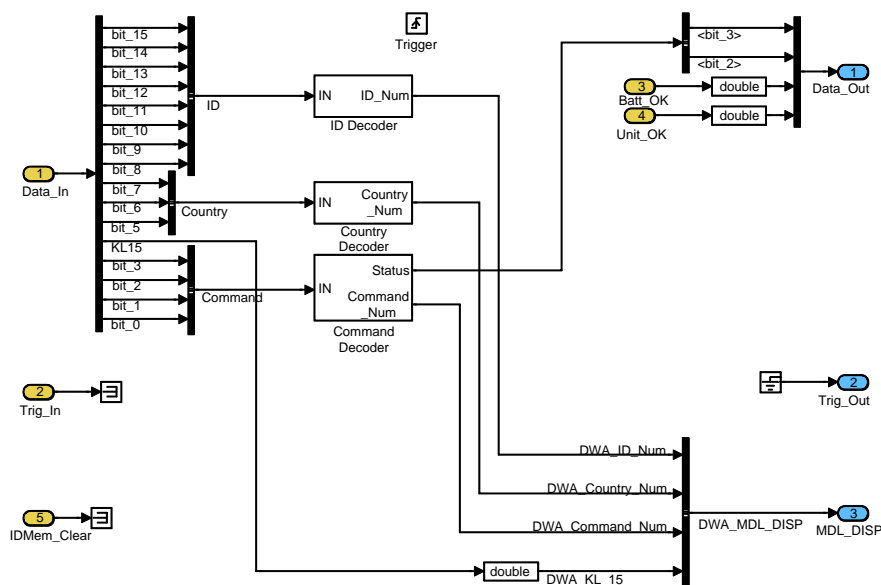 Trigger
bit_15
bit_14
bit_13
bit_12
bit_11
bit_10
bit_9
bit_8
bit_7
bit_6
bit_5
KL15
bit_3
bit_2
bit_1
bit_0
1
Data_In
ID
Country
Command
IN
ID_Num
ID Decoder
IN
Country
_Num
Country
Decoder
IN
Status
Command
_Num
Command
Decoder
<bit_3>
<bit_2>
3
Batt_OK
double
4
Unit_OK
double
1
Data_Out
2
Trig_In
2
Trig_Out
5
IDMem_Clear
DWA_ID_Num
DWA_Country_Num
DWA_Command_Num
double
DWA_KL_15
DWA_MDL_DISP
3
MDL_DISP